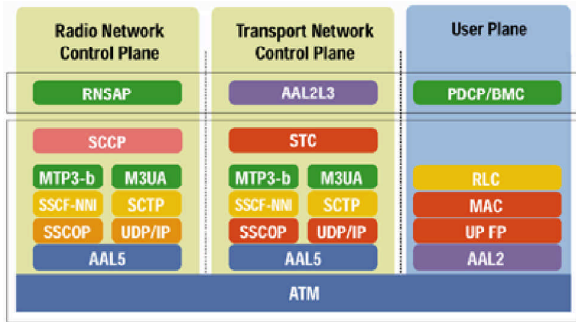 Radio Network
Control Plane
Transport Network
Control Plane
User Plane
RNSAP
AAL2L3
PDCP/BMC
SCCP
STC
MTP3-b M3UA
MTP3-b M3UA
RLC
SSCF-NNI SCTP
SSCF-NNI SCTP
MAC
SSCOP UDP/IP
SSCOP UDP/IP
UP FP
AAL5
AAL5
AAL2
ATM